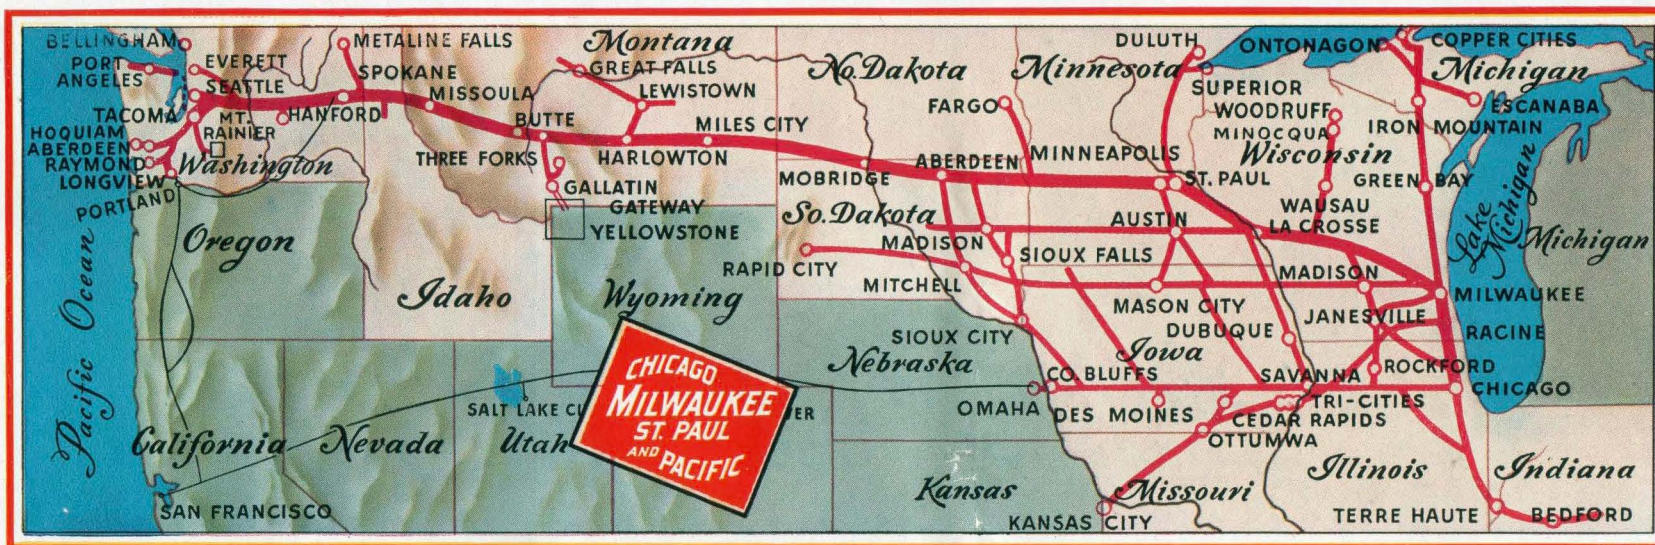 BELLINGHAM
PORT
ANGELES
EVERETT
SEATTLE
TACOMA
MT.
RAINIER
HOQUIAM
ABERDEEN
RAYMOND
LONGVIEW
PORTLAND
Washington
HANFORD
METALINE FALLS
SPOKANE
MISSOULA
Montana
GREAT FALLS
LEWISTOWN
BUTTE
THREE FORKS
HARLOWTON
MILES CITY
GALLATIN
GATEWAY
YELLOWSTONE
Pacific Ocean
Oregon
Idaho
Wyoming
California
Nevada
Utah
SALT LAKE
SAN FRANCISCO
CHICAGO
MILWAUKEE
ST. PAUL
AND PACIFIC
No. Dakota
FARGO
MOBRIDGE
ABERDEEN
So. Dakota
MADISON
RAPID CITY
MITCHELL
SIOUX FALLS
SIOUX CITY
Nebraska
OMAHA
CO. BLUFFS
Kansas
KANSAS CITY
Minnesota
DULUTH
SUPERIOR
MINNEAPOLIS
ST. PAUL
AUSTIN
MASON CITY
DUBUQUE
Iowa
DES MOINES
CEDAR RAPIDS
OTTUMWA
SAVANNA
TRI-CITIES
Missouri
ONTONAGON
COPPER CITIES
Michigan
ESCANABA
IRON MOUNTAIN
WOODRUFF
MINOCQUA
Wisconsin
GREEN BAY
WAUSAU
LA CROSSE
MADISON
JANESVILLE
MILWAUKEE
RACINE
ROCKFORD
CHICAGO
Lake
Michigan
Michigan
Illinois
Indiana
TERRE HAUTE
BEDFORD